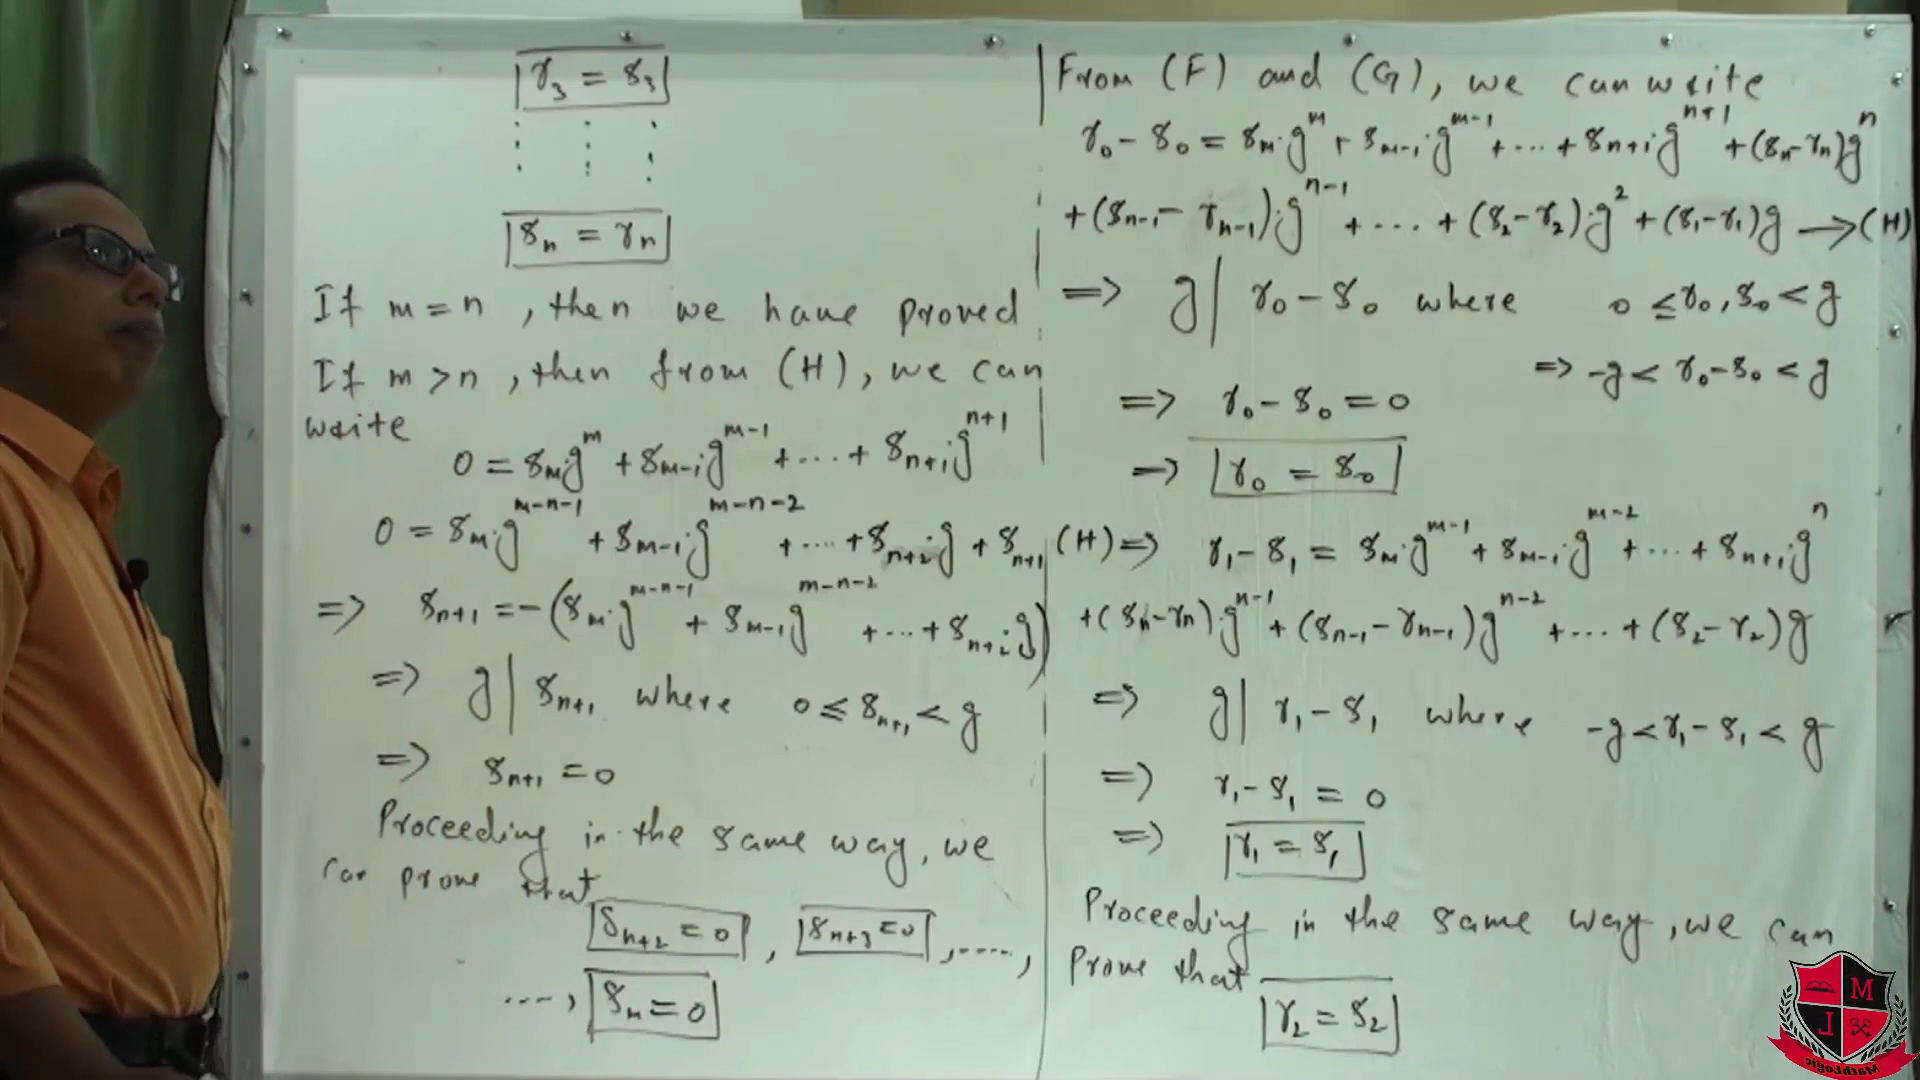 r₃ = s₃
⋮ ⋮ ⋮
sₙ = rₙ
If m = n, then we have proved
If m > n, then from (H), we can
write
0 = sₘ.g^m + sₘ₋₁.g^(m-1) + ... + sₙ₊₁.g^(n+1)
0 = sₘ.g^(m-n-1) + sₘ₋₁.g^(m-n-2) + ... + sₙ₊₂.g + sₙ₊₁
=> sₙ₊₁ = -(sₘ.g^(m-n-1) + sₘ₋₁g^(m-n-2) + ... + sₙ₊₂.g)
=> g | sₙ₊₁ where 0 ≤ sₙ₊₁ < g
=> sₙ₊₁ = 0
Proceeding in the same way, we
can prove that
sₙ₊₂ = 0 , sₙ₊₃ = 0 , ....,
...., sₘ = 0
From (F) and (G), we can write
r₀ - s₀ = sₘ.g^m + sₘ₋₁.g^(m-1) + ... + sₙ₊₁.g^(n+1) + (sₙ - rₙ)g^n
+ (sₙ₋₁ - rₙ₋₁).g^(n-1) + .... + (s₂ - r₂).g² + (s₁ - r₁)g → (H)
=> g | r₀ - s₀ where 0 ≤ r₀, s₀ < g
=> -g < r₀ - s₀ < g
=> r₀ - s₀ = 0
=> r₀ = s₀
(H) => r₁ - s₁ = sₘ.g^(m-1) + sₘ₋₁.g^(m-2) + ... + sₙ₊₁.g^n
+ (sₙ - rₙ).g^(n-1) + (sₙ₋₁ - rₙ₋₁)g^(n-2) + .... + (s₂ - r₂)g
=> g | r₁ - s₁ where -g < r₁ - s₁ < g
=> r₁ - s₁ = 0
=> r₁ = s₁
Proceeding in the same way, we can
Prove that
r₂ = s₂
M
J
MathLogic